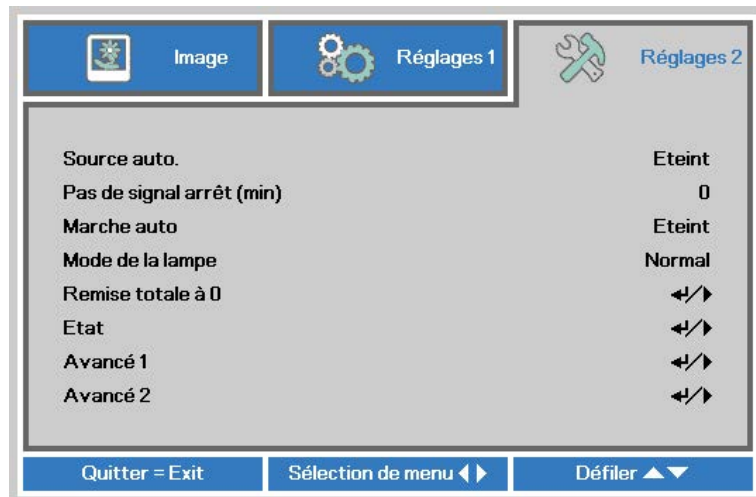 Image
Réglages 1
Réglages 2
Source auto. Eteint
Pas de signal arrêt (min) 0
Marche auto Eteint
Mode de la lampe Normal
Remise totale à 0 ↵/▶
Etat ↵/▶
Avancé 1 ↵/▶
Avancé 2 ↵/▶
Quitter = Exit
Sélection de menu ◀ ▶
Défiler ▲▼